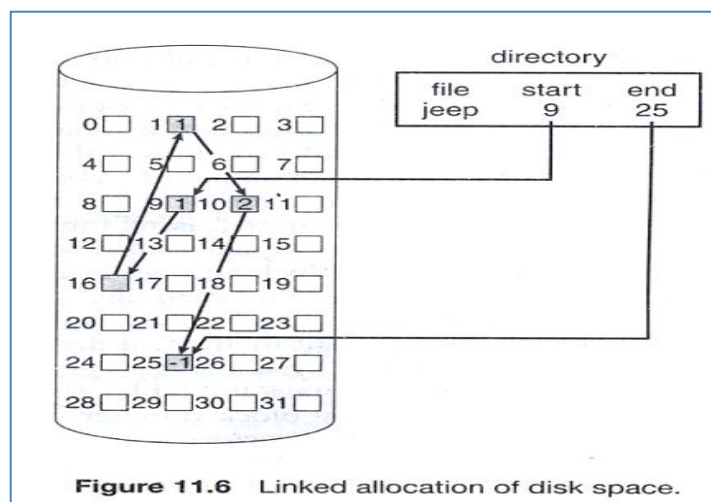 directory
file start end
jeep 9 25
0 1 1 2 3
4 5 6 7
8 9 1 10 2 11
12 13 14 15
16 17 18 19
20 21 22 23
24 25 -1 26 27
28 29 30 31
Figure 11.6 Linked allocation of disk space.